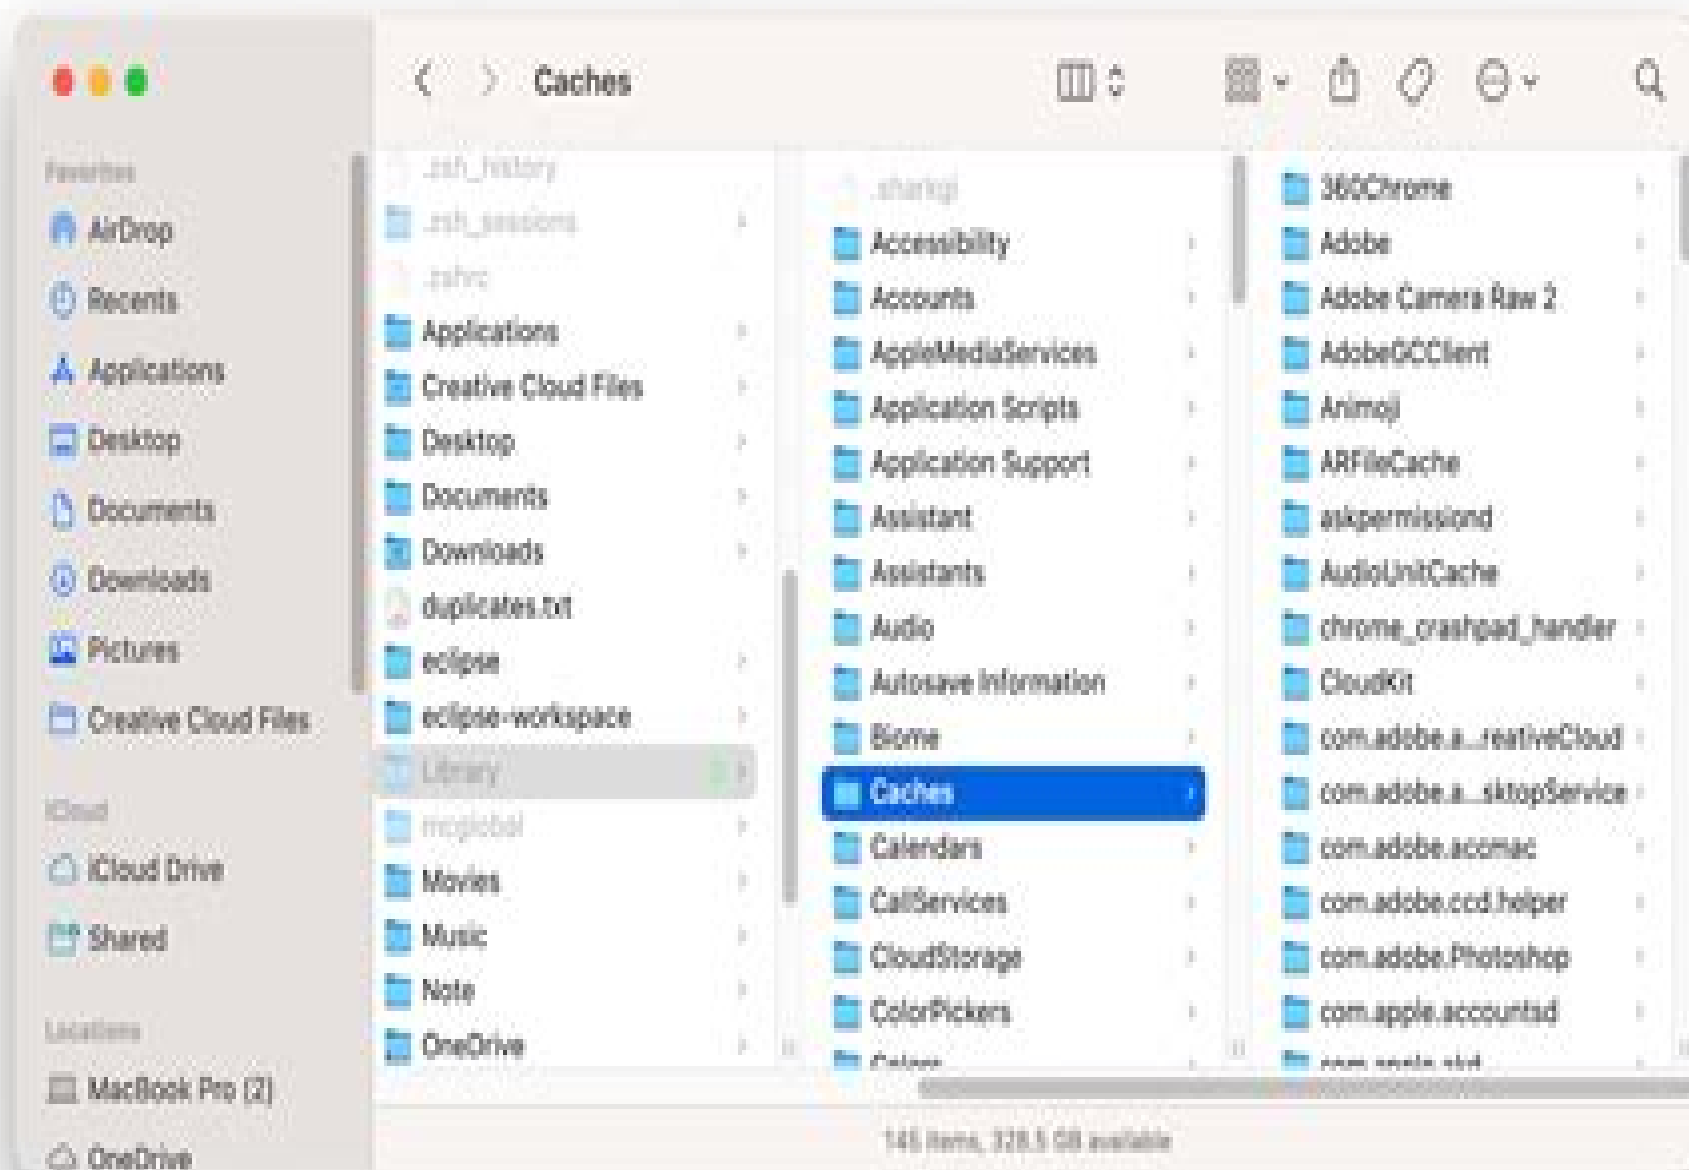 Caches
Favorites
AirDrop
Recents
Applications
Desktop
Documents
Downloads
Pictures
Creative Cloud Files
iCloud
iCloud Drive
Shared
Locations
MacBook Pro (2)
OneDrive
.zsh_history
.zsh_sessions
.zshrc
Applications
Creative Cloud Files
Desktop
Documents
Downloads
duplicates.txt
eclipse
eclipse-workspace
Library
mcglobal
Movies
Music
Note
OneDrive
Accessibility
Accounts
AppleMediaServices
Application Scripts
Application Support
Assistant
Assistants
Audio
Autosave Information
Biome
Caches
Calendars
CallServices
CloudStorage
ColorPickers
Colors
360Chrome
Adobe
Adobe Camera Raw 2
AdobeGCClient
Animoji
ARFileCache
askpermissiond
AudioUnitCache
chrome_crashpad_handler
CloudKit
com.adobe.a...reativeCloud
com.adobe.a...sktopService
com.adobe.accmac
com.adobe.ccd.helper
com.adobe.Photoshop
com.apple.accountsd
items, 328.5 GB available